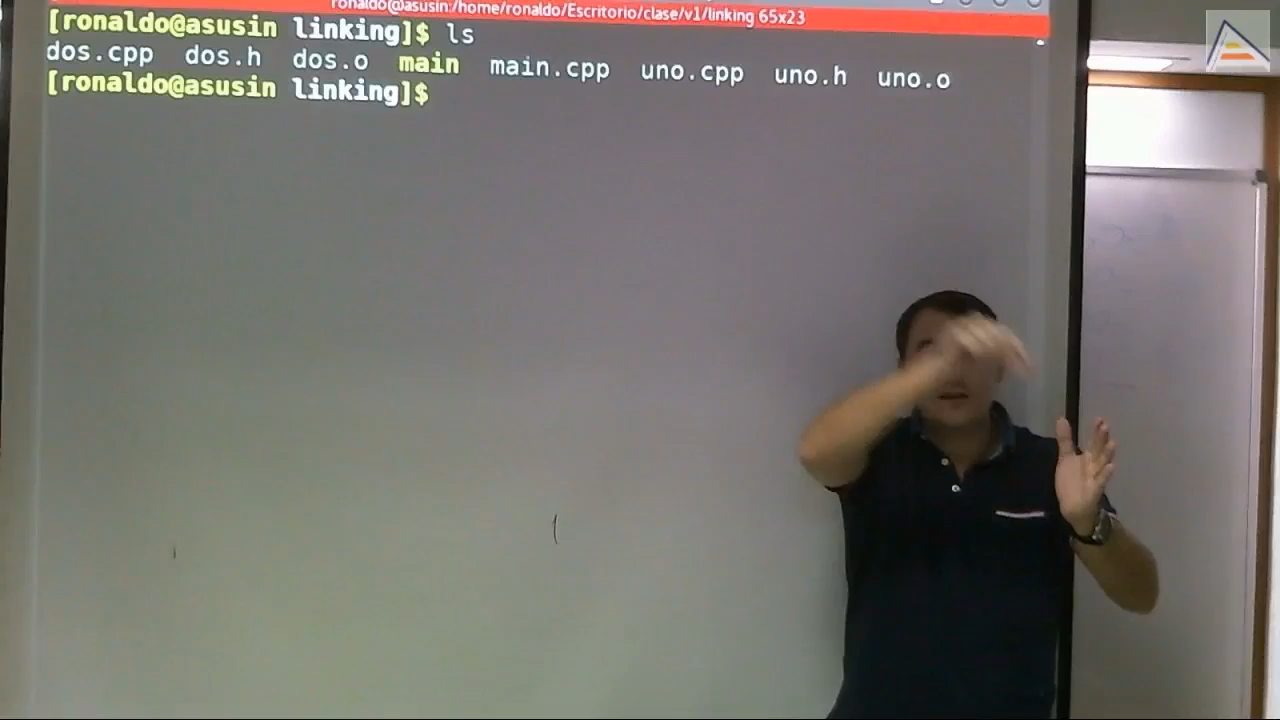 ronaldo@asusin:/home/ronaldo/Escritorio/clase/v1/linking 65x23
[ronaldo@asusin linking]$ ls
dos.cpp dos.h dos.o main main.cpp uno.cpp uno.h uno.o
[ronaldo@asusin linking]$